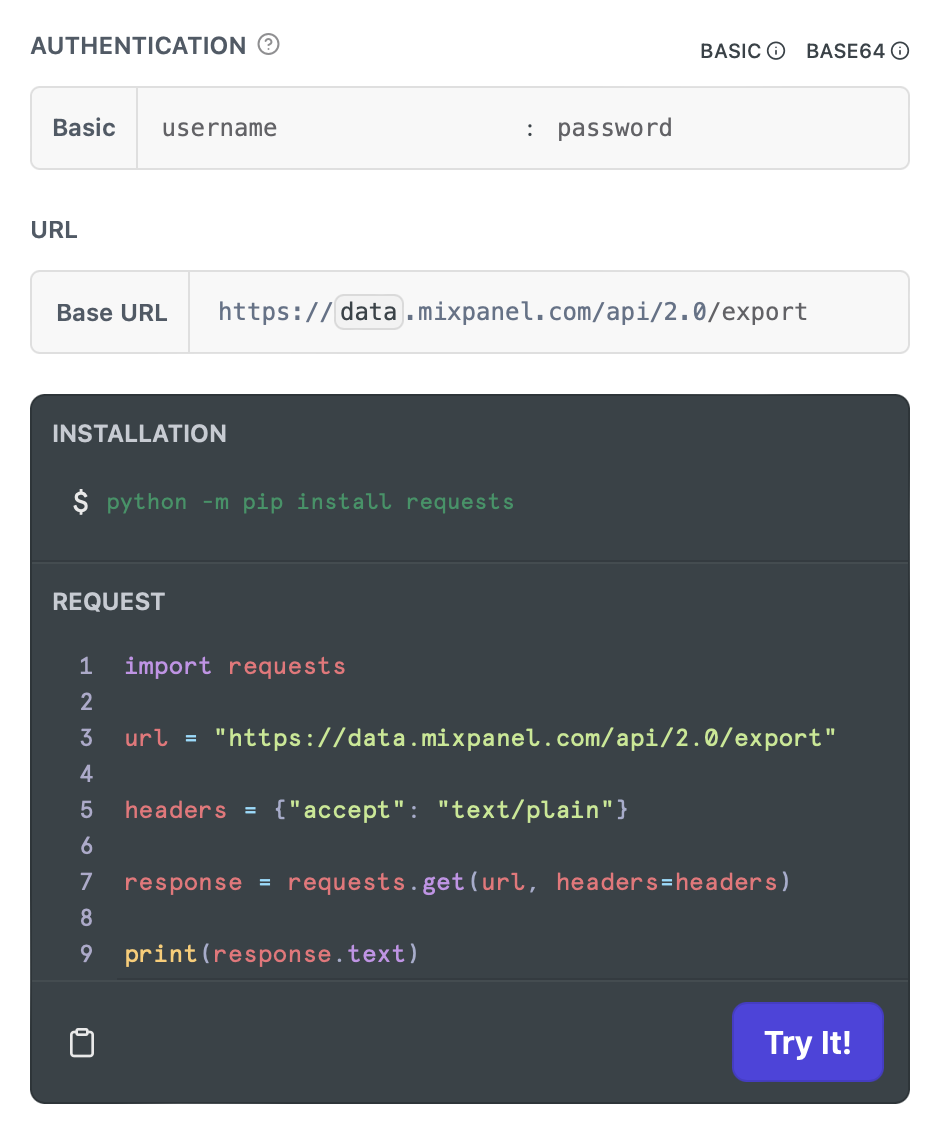 AUTHENTICATION ?
BASIC BASE64
Basic username : password
URL
Base URL https://data.mixpanel.com/api/2.0/export
INSTALLATION
$ python -m pip install requests
REQUEST
1 import requests
2
3 url = "https://data.mixpanel.com/api/2.0/export"
4
5 headers = {"accept": "text/plain"}
6
7 response = requests.get(url, headers=headers)
8
9 print(response.text)
Try It!